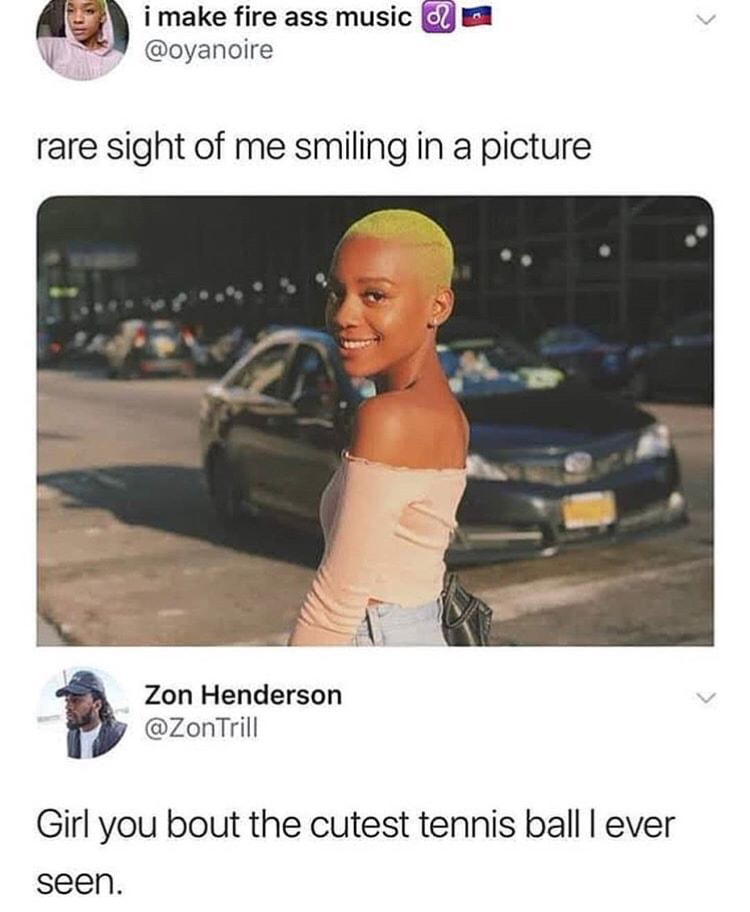 i make fire ass music ♌ 🇭🇹
@oyanoire
rare sight of me smiling in a picture
Zon Henderson
@ZonTrill
Girl you bout the cutest tennis ball I ever
seen.